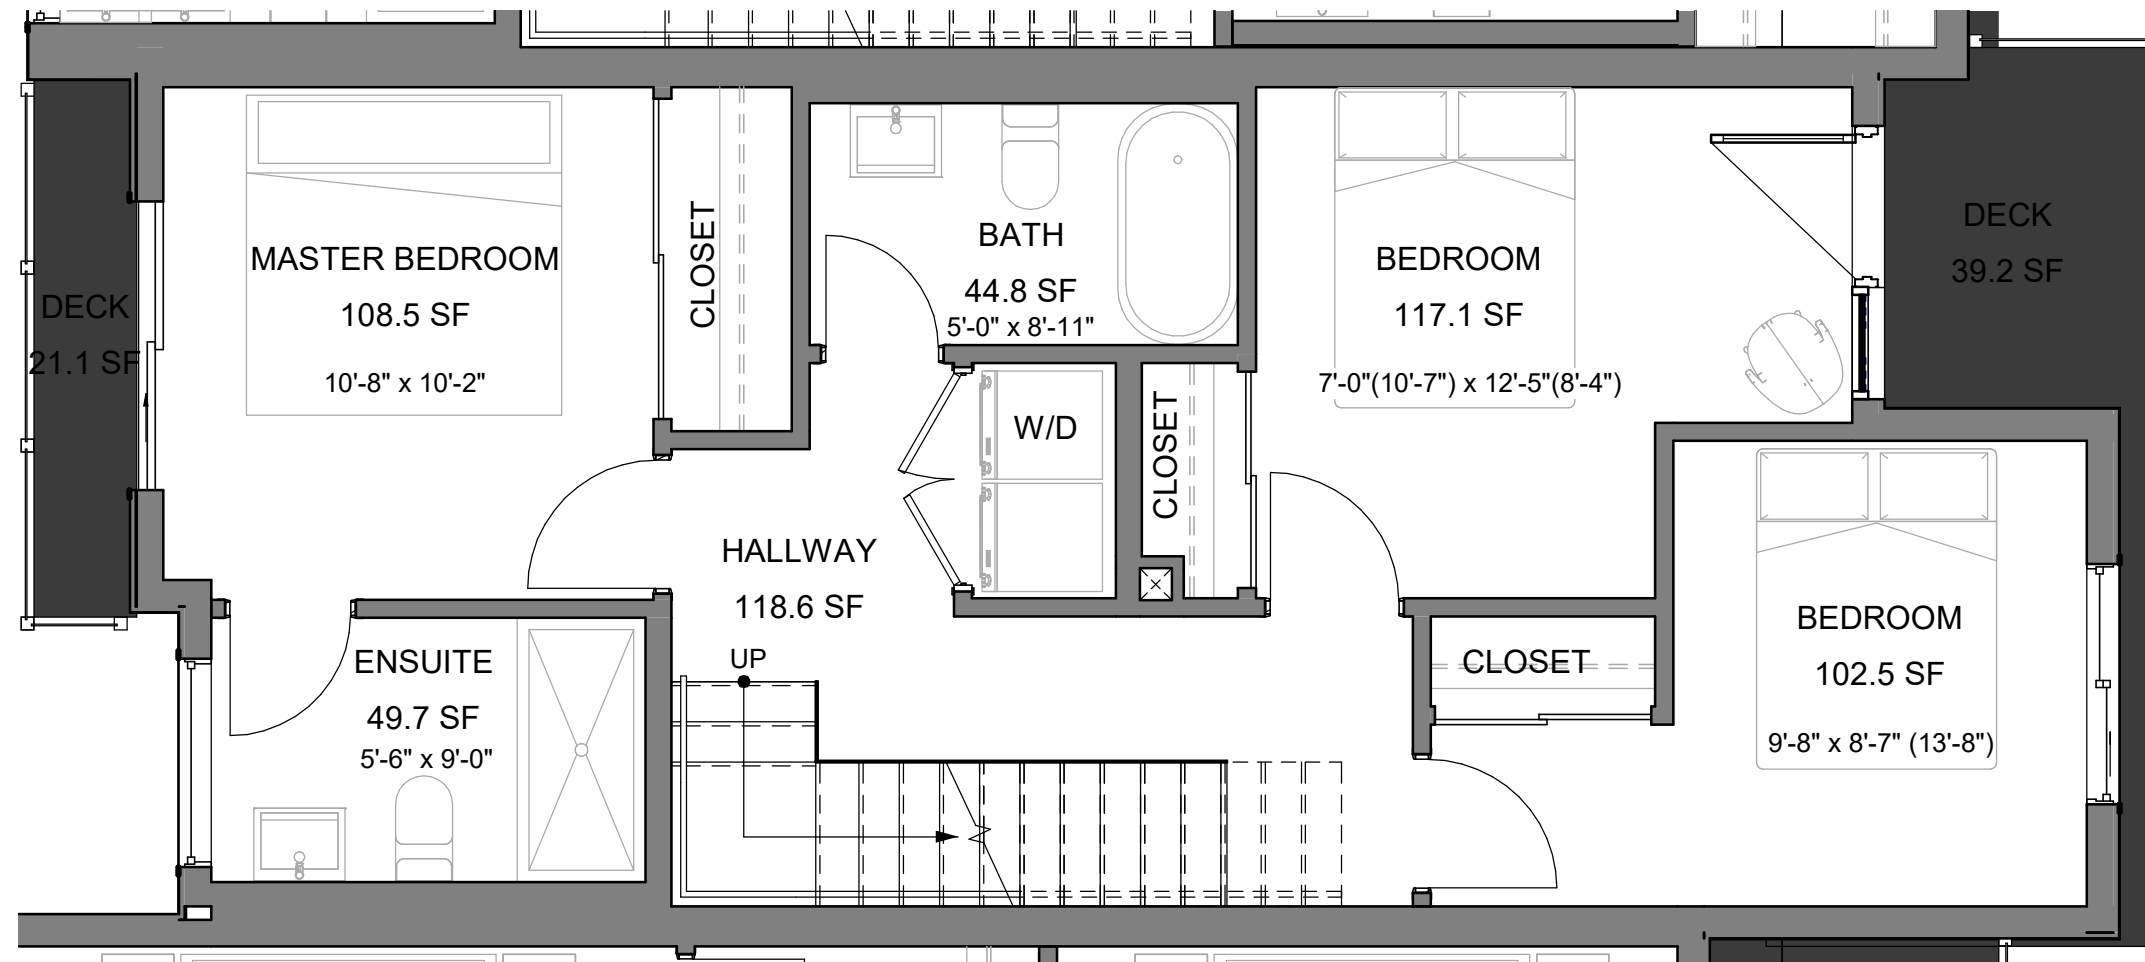 DECK
21.1 SF
MASTER BEDROOM
108.5 SF
10'-8" x 10'-2"
CLOSET
BATH
44.8 SF
5'-0" x 8'-11"
W/D
CLOSET
BEDROOM
117.1 SF
7'-0"(10'-7") x 12'-5"(8'-4")
DECK
39.2 SF
HALLWAY
118.6 SF
UP
ENSUITE
49.7 SF
5'-6" x 9'-0"
CLOSET
BEDROOM
102.5 SF
9'-8" x 8'-7" (13'-8")